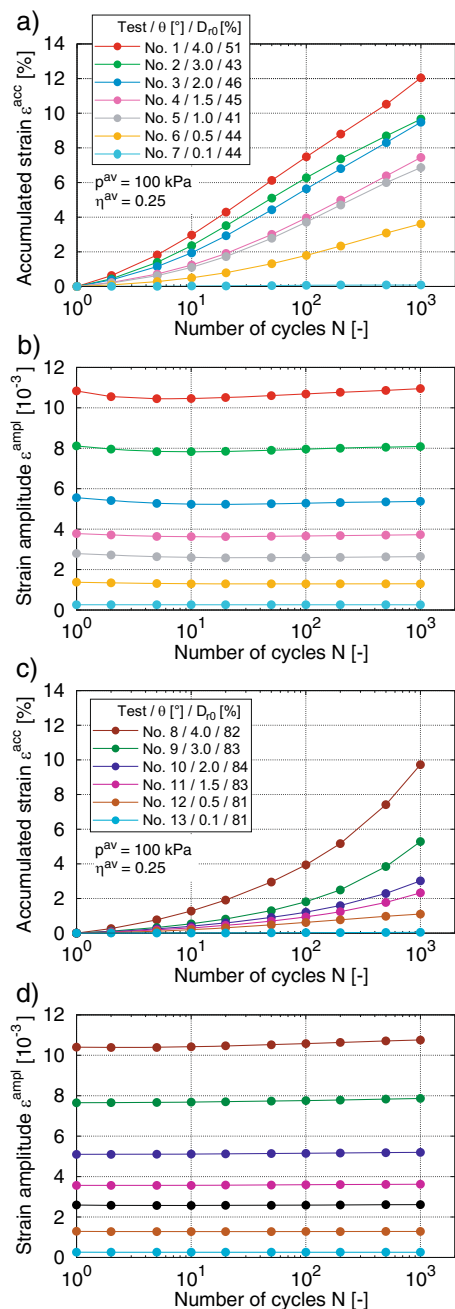 a)
Accumulated strain ε^acc [%]
14
12
10
8
6
4
2
0
Test / θ [°] / D_r0 [%]
No. 1 / 4.0 / 51
No. 2 / 3.0 / 43
No. 3 / 2.0 / 46
No. 4 / 1.5 / 45
No. 5 / 1.0 / 41
No. 6 / 0.5 / 44
No. 7 / 0.1 / 44
p^av = 100 kPa
η^av = 0.25
10^0 10^1 10^2 10^3
Number of cycles N [-]
b)
Strain amplitude ε^ampl [10^-3]
12
10
8
6
4
2
0
10^0 10^1 10^2 10^3
Number of cycles N [-]
c)
Accumulated strain ε^acc [%]
14
12
10
8
6
4
2
0
Test / θ [°] / D_r0 [%]
No. 8 / 4.0 / 82
No. 9 / 3.0 / 83
No. 10 / 2.0 / 84
No. 11 / 1.5 / 83
No. 12 / 0.5 / 81
No. 13 / 0.1 / 81
p^av = 100 kPa
η^av = 0.25
10^0 10^1 10^2 10^3
Number of cycles N [-]
d)
Strain amplitude ε^ampl [10^-3]
12
10
8
6
4
2
0
10^0 10^1 10^2 10^3
Number of cycles N [-]